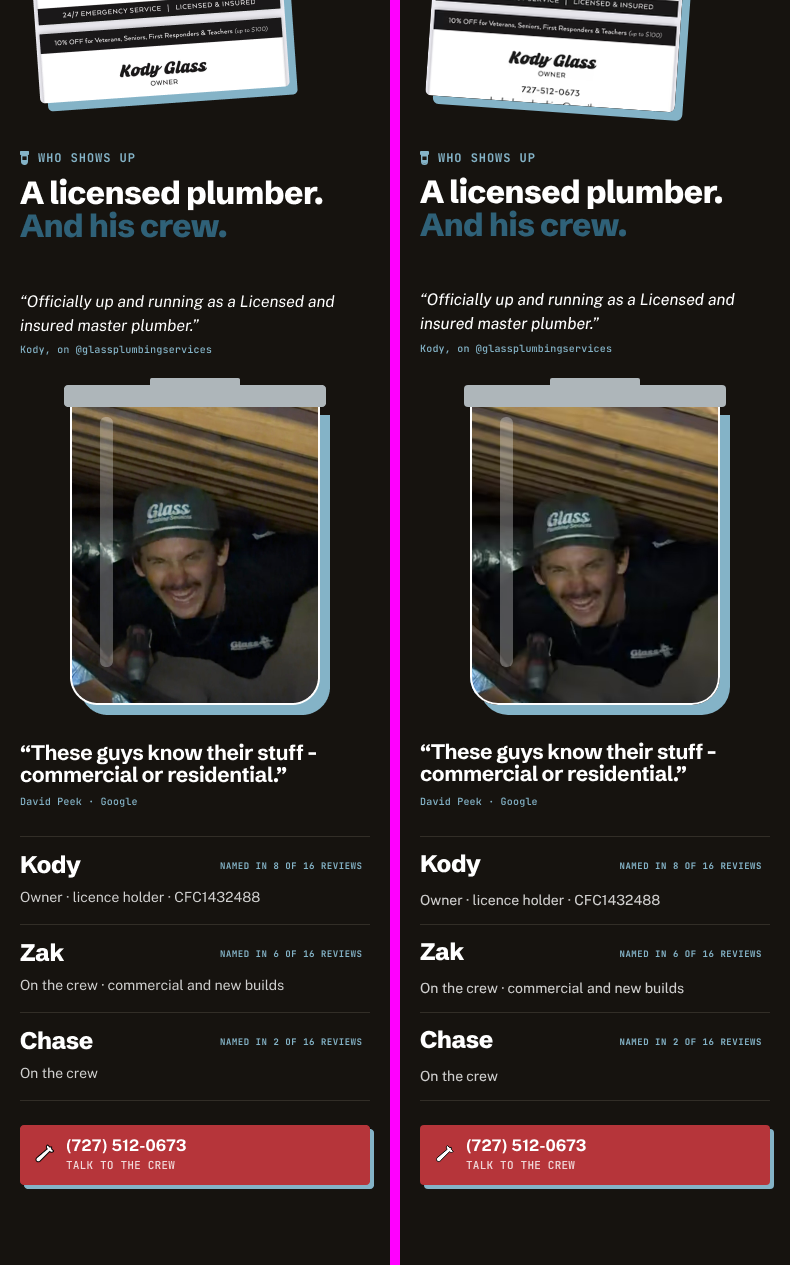 24/7 EMERGENCY SERVICE | LICENSED & INSURED
10% OFF for Veterans, Seniors, First Responders & Teachers (up to $100)
Kody Glass
OWNER
WHO SHOWS UP
A licensed plumber.
And his crew.
“Officially up and running as a Licensed and
insured master plumber.”
Kody, on @glassplumbingservices
Glass
Plumbing Services
Glass
“These guys know their stuff -
commercial or residential.”
David Peek · Google
Kody
NAMED IN 8 OF 16 REVIEWS
Owner · licence holder · CFC1432488
Zak
NAMED IN 6 OF 16 REVIEWS
On the crew · commercial and new builds
Chase
NAMED IN 2 OF 16 REVIEWS
On the crew
(727) 512-0673
TALK TO THE CREW
SERVICE | LICENSED & INSURED
10% OFF for Veterans, Seniors, First Responders & Teachers (up to $100)
Kody Glass
OWNER
727-512-0673
WHO SHOWS UP
A licensed plumber.
And his crew.
“Officially up and running as a Licensed and
insured master plumber.”
Kody, on @glassplumbingservices
Glass
Plumbing Services
Glass
“These guys know their stuff -
commercial or residential.”
David Peek · Google
Kody
NAMED IN 8 OF 16 REVIEWS
Owner · licence holder · CFC1432488
Zak
NAMED IN 6 OF 16 REVIEWS
On the crew · commercial and new builds
Chase
NAMED IN 2 OF 16 REVIEWS
On the crew
(727) 512-0673
TALK TO THE CREW